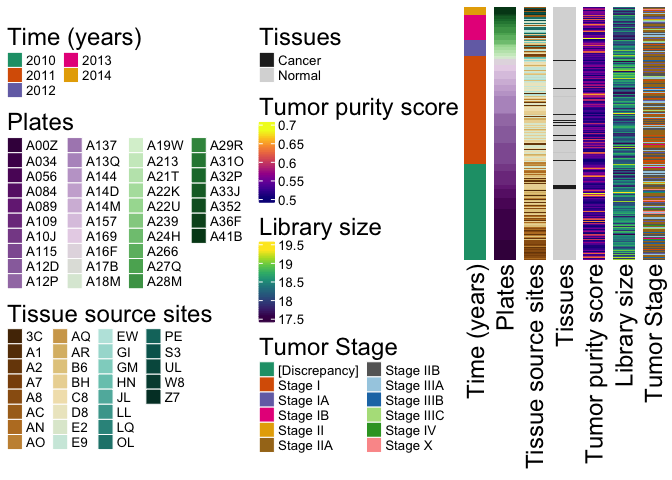 Time (years)
2010 2013
2011 2014
2012
Plates
A00Z A137 A19W A29R
A034 A13Q A213 A31O
A056 A144 A21T A32P
A084 A14D A22K A33J
A089 A14M A22U A352
A109 A157 A239 A36F
A10J A169 A24H A41B
A115 A16F A266
A12D A17B A27Q
A12P A18M A28M
Tissue source sites
3C AQ EW PE
A1 AR GI S3
A2 B6 GM UL
A7 BH HN W8
A8 C8 JL Z7
AC D8 LL
AN E2 LQ
AO E9 OL
Tissues
Cancer
Normal
Tumor purity score
0.7
0.65
0.6
0.55
0.5
Library size
19.5
19
18.5
18
17.5
Tumor Stage
[Discrepancy] Stage IIB
Stage I Stage IIIA
Stage IA Stage IIIB
Stage IB Stage IIIC
Stage II Stage IV
Stage IIA Stage X
Time (years)
Plates
Tissue source sites
Tissues
Tumor purity score
Library size
Tumor Stage